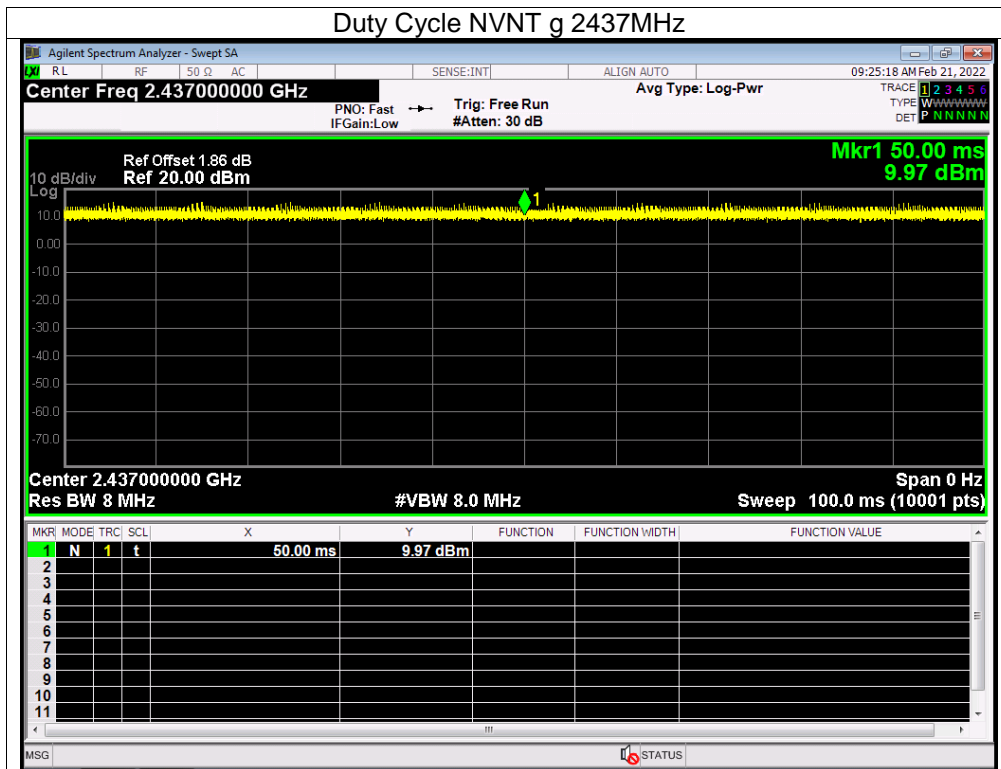 Duty Cycle NVNT g 2437MHz
Agilent Spectrum Analyzer - Swept SA
LXI RL RF 50 Ω AC SENSE:INT ALIGN AUTO 09:25:18 AM Feb 21, 2022
Center Freq 2.437000000 GHz Avg Type: Log-Pwr TRACE 1 2 3 4 5 6
PNO: Fast Trig: Free Run TYPE WWWWWW
IFGain:Low #Atten: 30 dB DET P N N N N N
Mkr1 50.00 ms
Ref Offset 1.86 dB
10 dB/div Ref 20.00 dBm 9.97 dBm
Log
1
10.0
0.00
-10.0
-20.0
-30.0
-40.0
-50.0
-60.0
-70.0
Center 2.437000000 GHz Span 0 Hz
Res BW 8 MHz #VBW 8.0 MHz Sweep 100.0 ms (10001 pts)
MKR MODE TRC SCL X Y FUNCTION FUNCTION WIDTH FUNCTION VALUE
1 N 1 t 50.00 ms 9.97 dBm
2
3
4
5
6
7
8
9
10
11
MSG STATUS